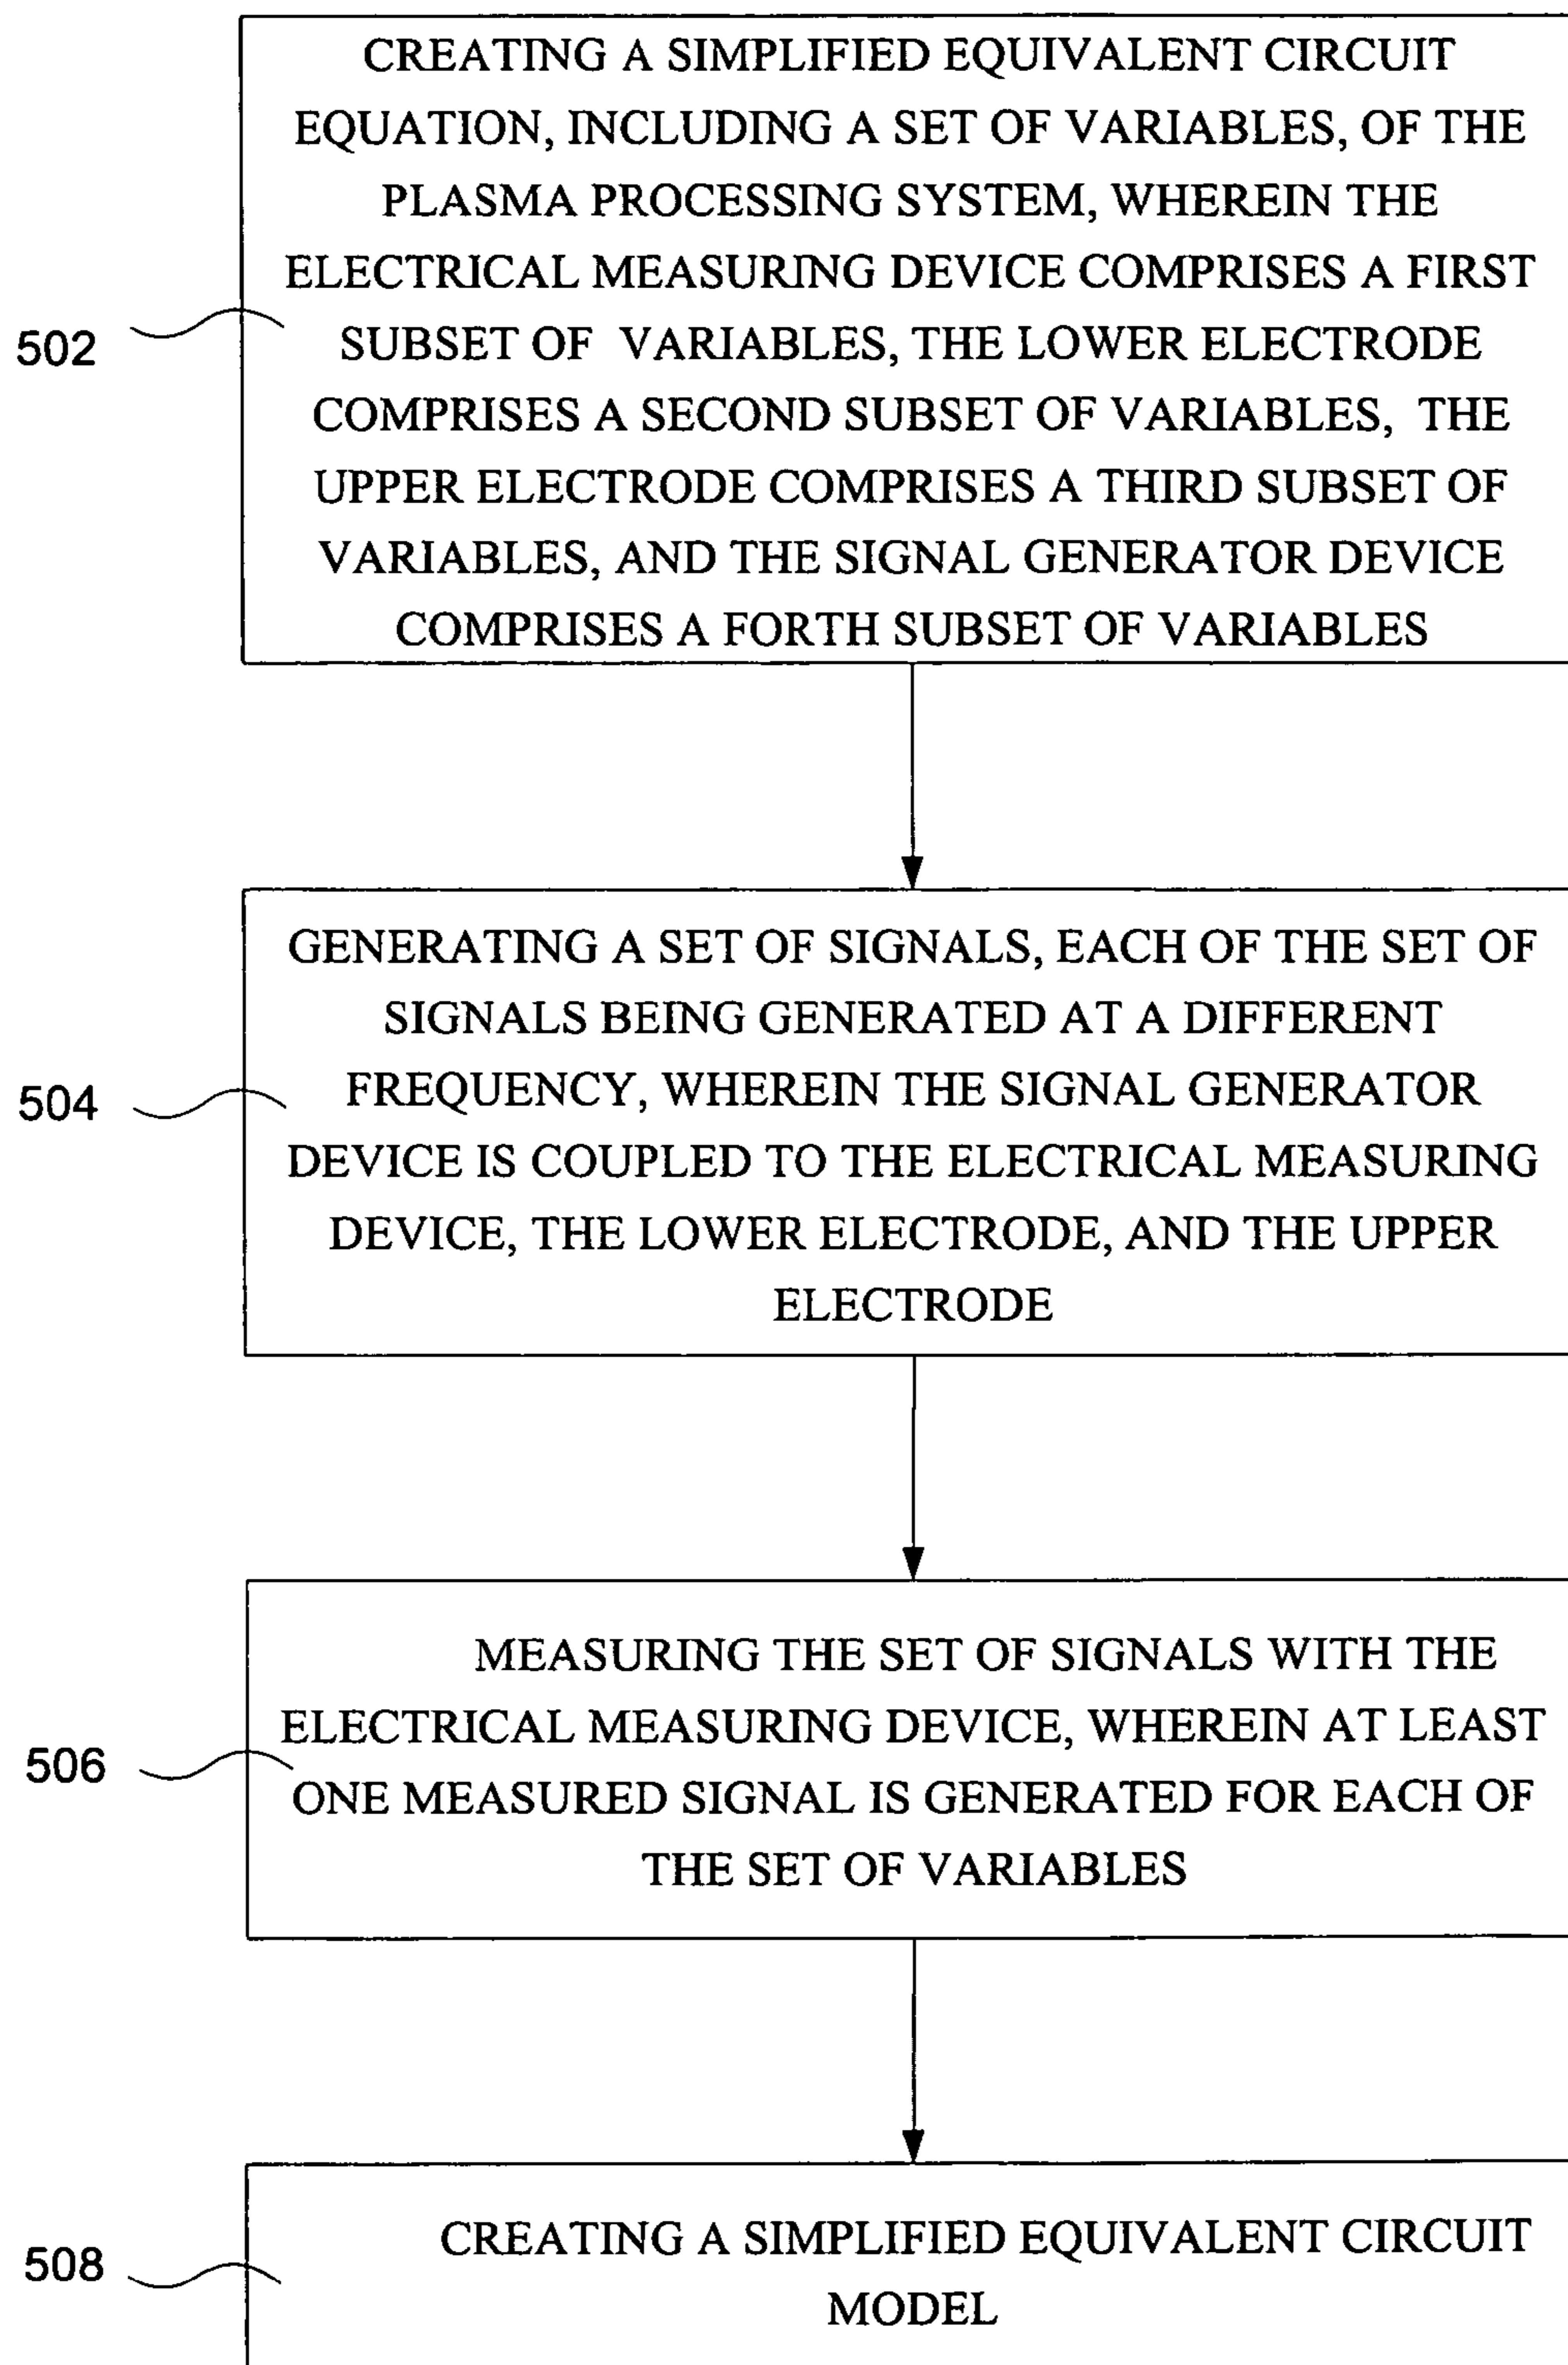 CREATING A SIMPLIFIED EQUIVALENT CIRCUIT
EQUATION, INCLUDING A SET OF VARIABLES, OF THE
PLASMA PROCESSING SYSTEM, WHEREIN THE
ELECTRICAL MEASURING DEVICE COMPRISES A FIRST
SUBSET OF VARIABLES, THE LOWER ELECTRODE
COMPRISES A SECOND SUBSET OF VARIABLES, THE
UPPER ELECTRODE COMPRISES A THIRD SUBSET OF
VARIABLES, AND THE SIGNAL GENERATOR DEVICE
COMPRISES A FORTH SUBSET OF VARIABLES
502
GENERATING A SET OF SIGNALS, EACH OF THE SET OF
SIGNALS BEING GENERATED AT A DIFFERENT
FREQUENCY, WHEREIN THE SIGNAL GENERATOR
DEVICE IS COUPLED TO THE ELECTRICAL MEASURING
DEVICE, THE LOWER ELECTRODE, AND THE UPPER
ELECTRODE
504
MEASURING THE SET OF SIGNALS WITH THE
ELECTRICAL MEASURING DEVICE, WHEREIN AT LEAST
ONE MEASURED SIGNAL IS GENERATED FOR EACH OF
THE SET OF VARIABLES
506
CREATING A SIMPLIFIED EQUIVALENT CIRCUIT
MODEL
508